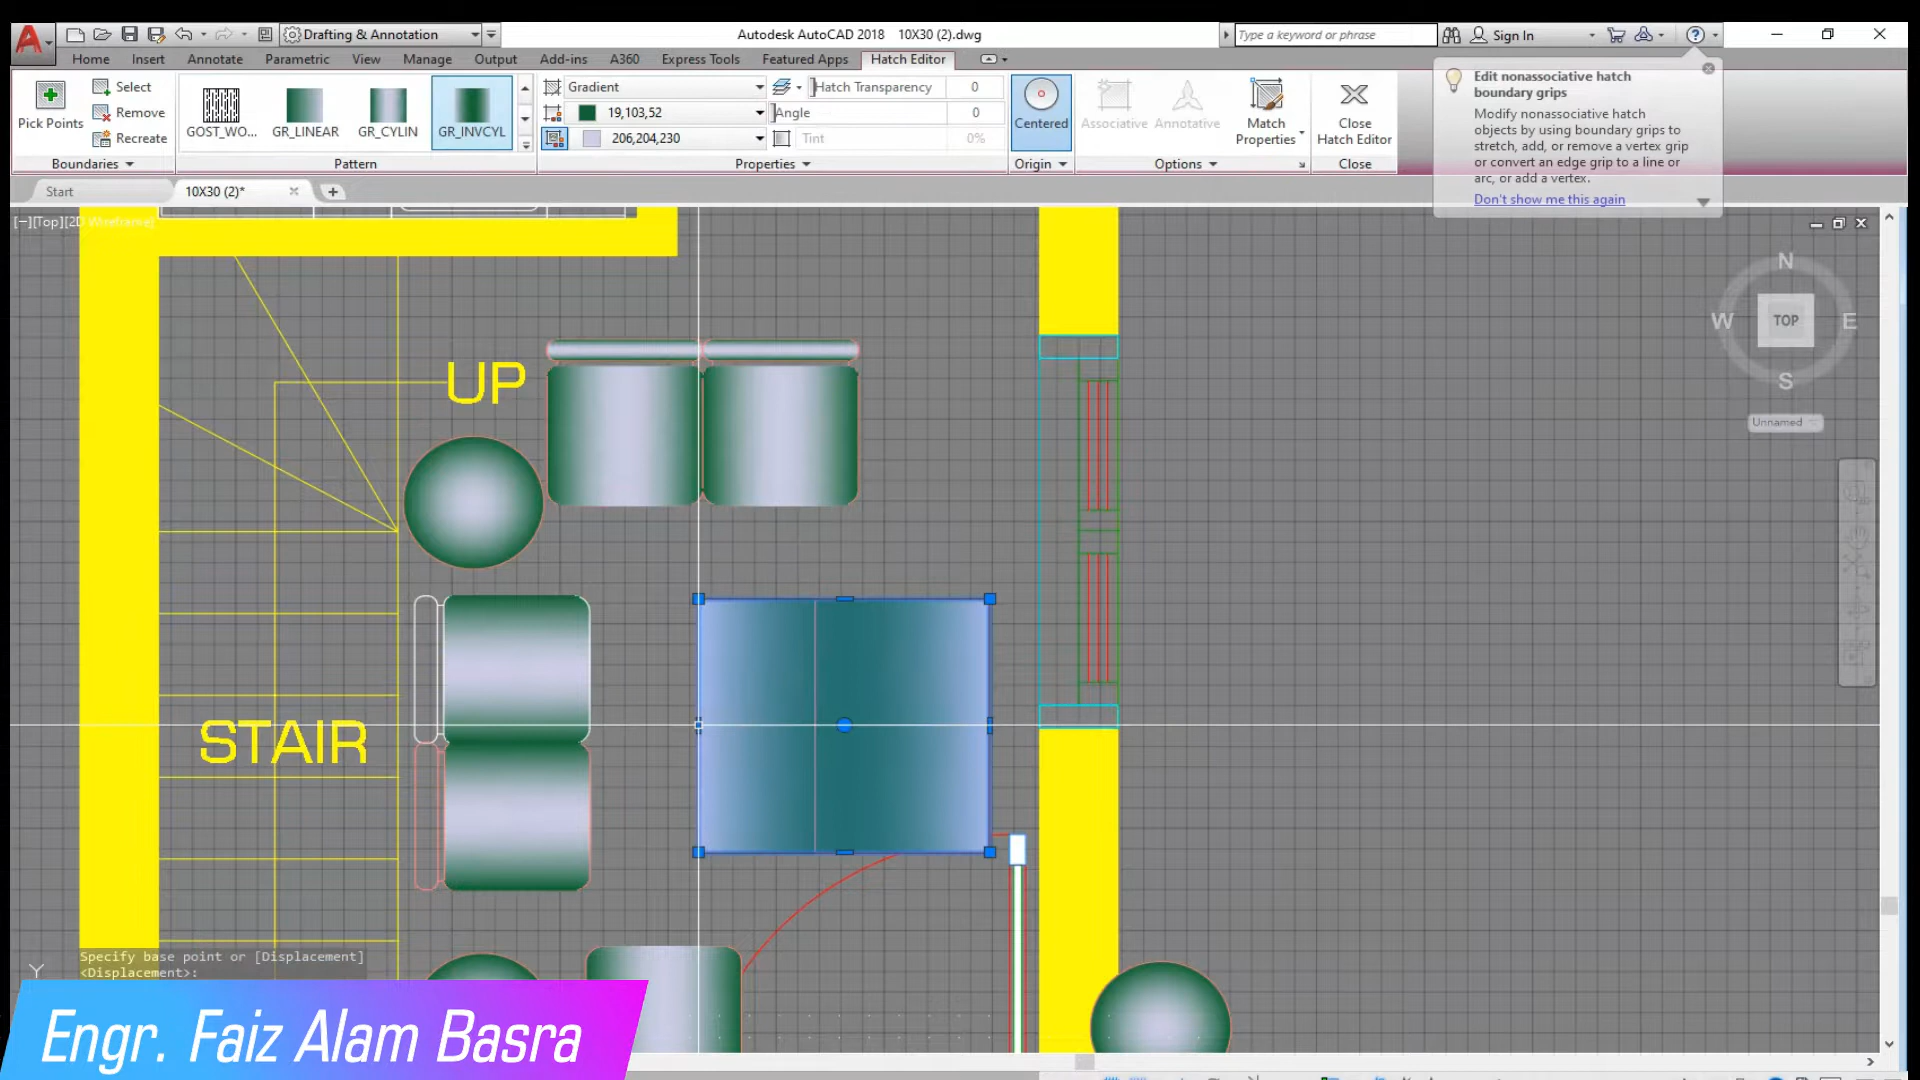 Drafting & Annotation
Autodesk AutoCAD 2018 10X30 (2).dwg
Type a keyword or phrase
Sign In
Home Insert Annotate Parametric View Manage Output Add-ins A360 Express Tools Featured Apps Hatch Editor
Pick Points
Select
Remove
Recreate
Boundaries
GOST_WO...
GR_LINEAR
GR_CYLIN
GR_INVCYL
Pattern
Gradient
19,103,52
206,204,230
Hatch Transparency 0
Angle 0
Tint 0%
Properties
Centered
Origin
Associative
Annotative
Match Properties
Options
Close Hatch Editor
Close
Edit nonassociative hatch
boundary grips
Modify nonassociative hatch
objects by using boundary grips to
stretch, add, or remove a vertex grip
or convert an edge grip to a line or
arc, or add a vertex.
Don't show me this again
Start
10X30 (2)*
[−][Top][2D Wireframe]
N
W TOP E
S
Unnamed
UP
STAIR
Specify base point or [Displacement]
<Displacement>:
Y
Engr. Faiz Alam Basra